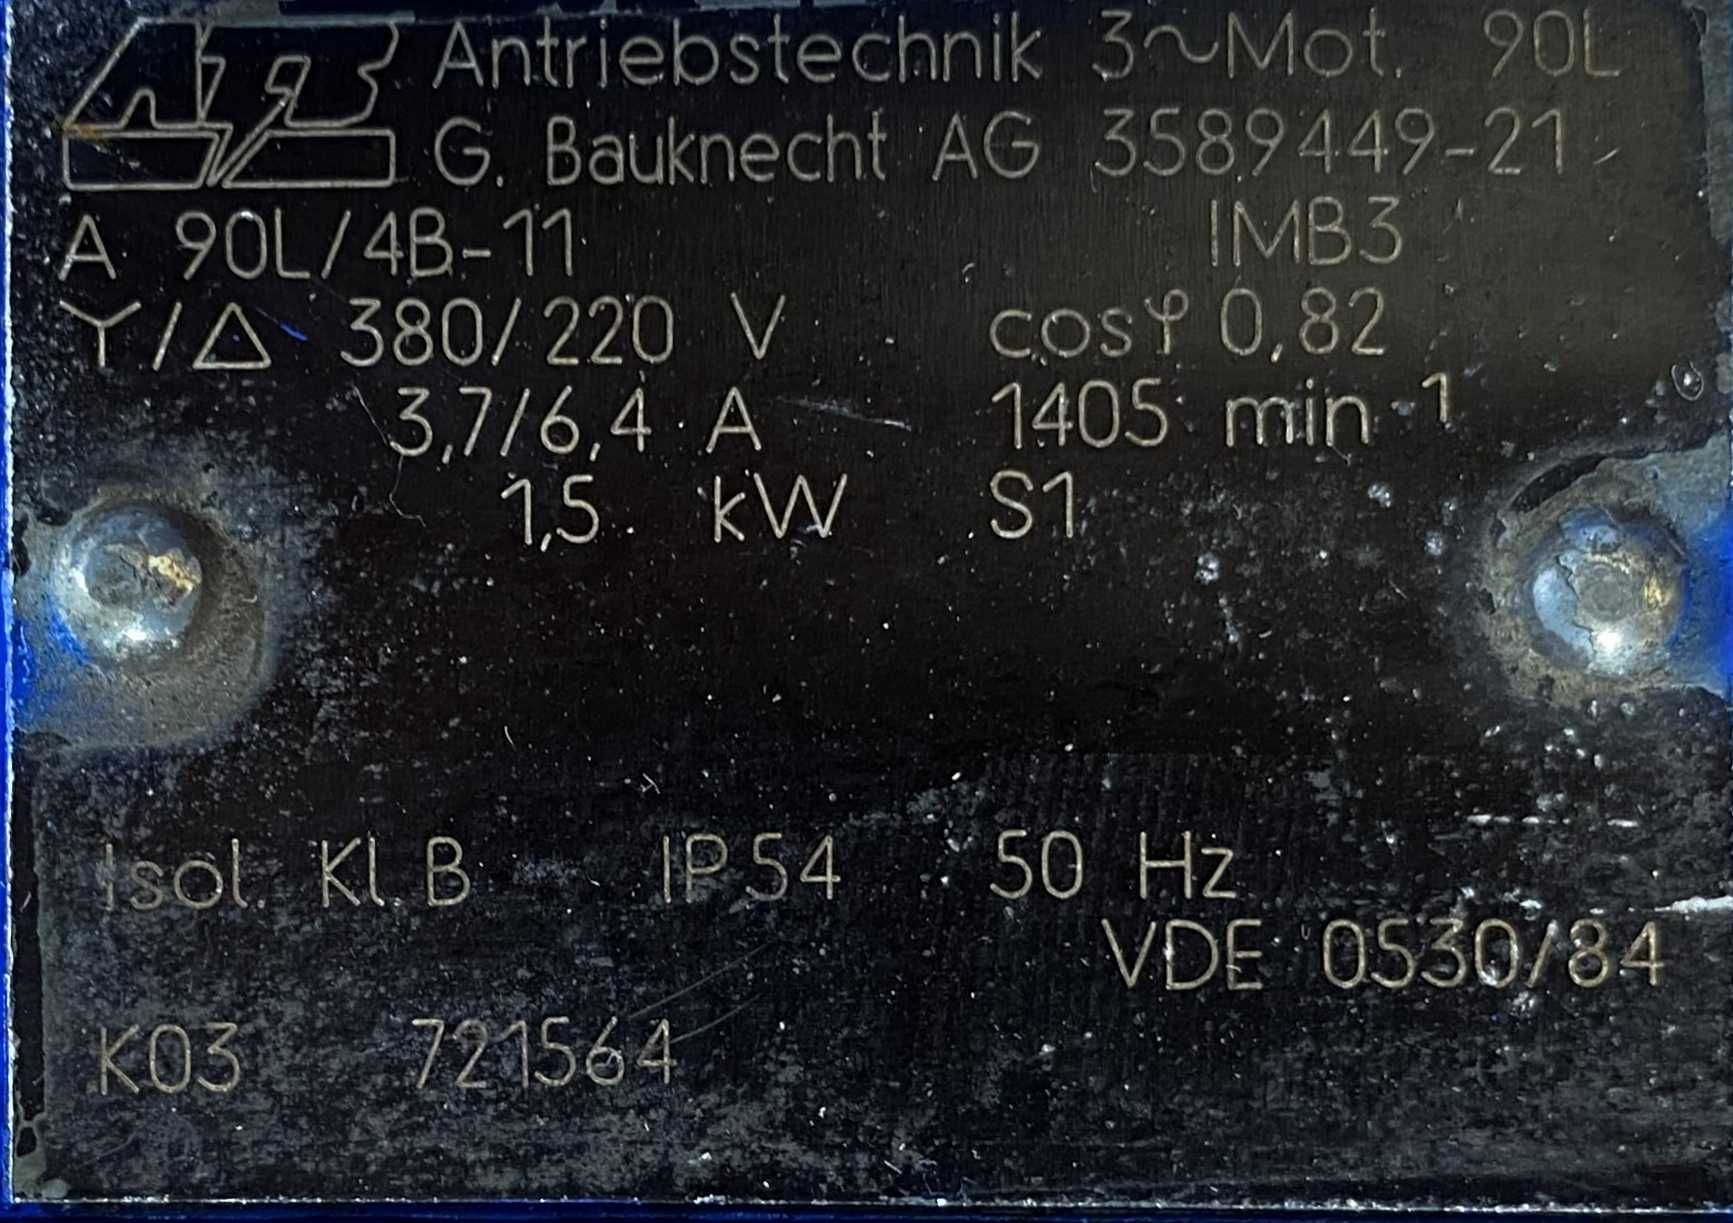 Antriebstechnik 3~Mot. 90L
G. Bauknecht AG 3589449-21
A 90L/4B-11 IMB3
Y/Δ 380/220 V cosφ 0,82
3,7/6,4 A 1405 min⁻¹
1,5 kW S1
Isol. Kl. B IP 54 50 Hz
VDE 0530/84
K03 721564